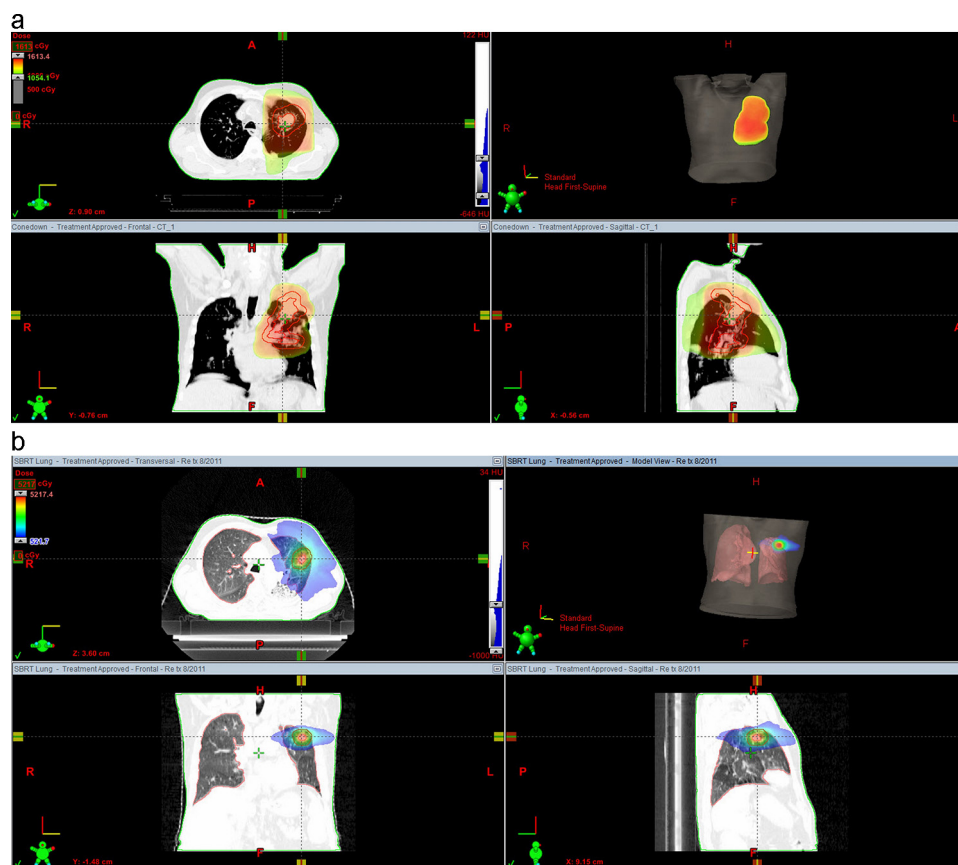 a
Dose
1613 cGy
1613.4
1054.1
500 cGy
0 cGy
A
R
P
Z: 0.90 cm
122 HU
-646 HU
H
R
L
F
Standard
Head First-Supine
Conedown - Treatment Approved - Frontal - CT_1
H
R
L
F
Y: -0.76 cm
Conedown - Treatment Approved - Sagittal - CT_1
H
P
F
X: -0.56 cm
b
SBRT Lung - Treatment Approved - Transversal - Re tx 8/2011
Dose
5217 cGy
5217.4
521.7
0 cGy
A
R
P
Z: 3.60 cm
34 HU
-1000 HU
SBRT Lung - Treatment Approved - Model View - Re tx 8/2011
H
R
F
Standard
Head First-Supine
SBRT Lung - Treatment Approved - Frontal - Re tx 8/2011
H
R
L
F
Y: -1.48 cm
SBRT Lung - Treatment Approved - Sagittal - Re tx 8/2011
H
P
F
X: 9.15 cm